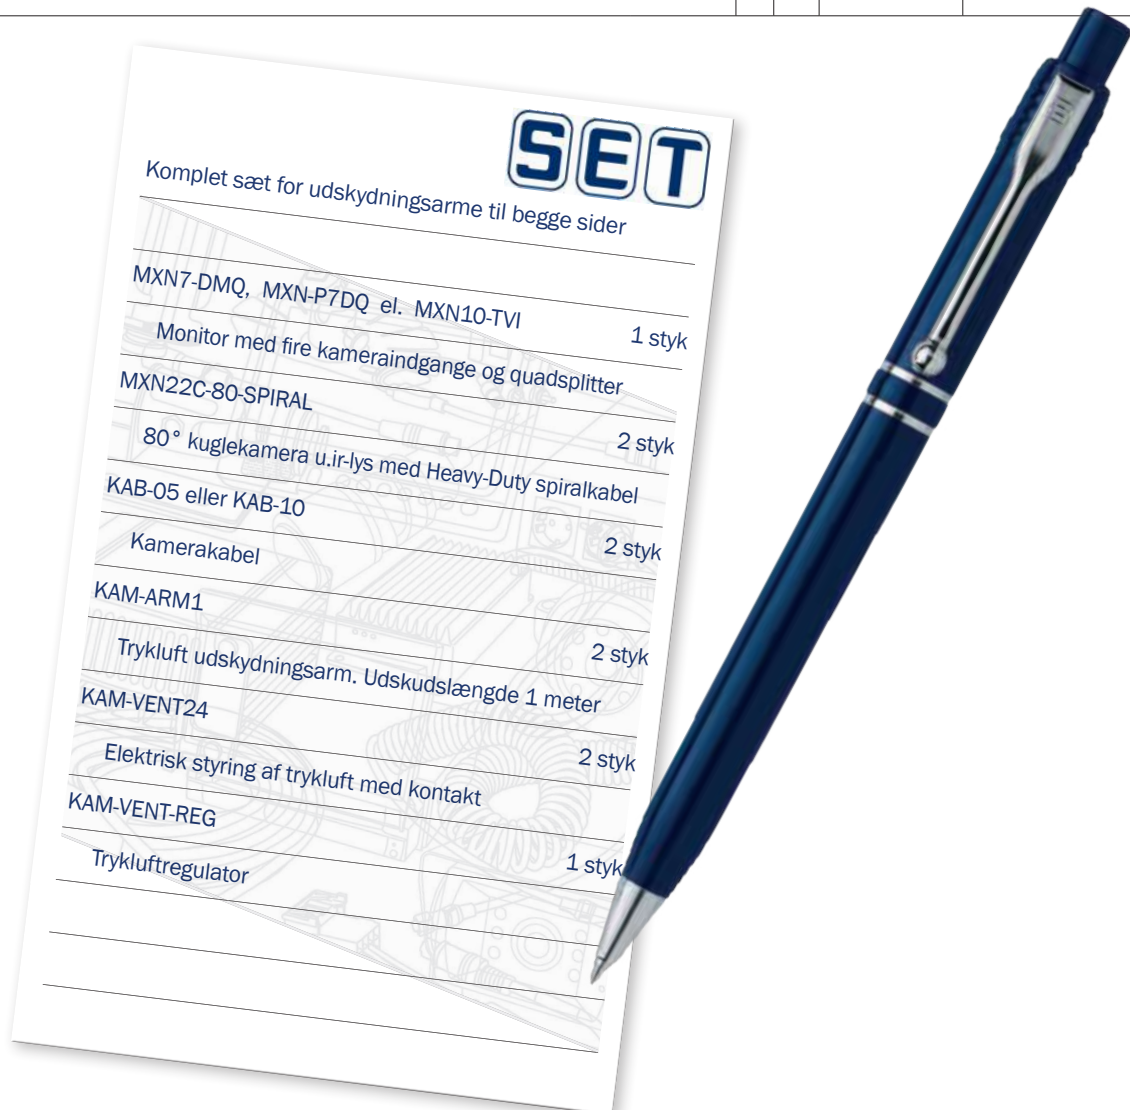 SET
Komplet sæt for udskydningsarme til begge sider
MXN7-DMQ, MXN-P7DQ el. MXN10-TVI 1 styk
Monitor med fire kameraindgange og quadsplitter
MXN22C-80-SPIRAL 2 styk
80° kuglekamera u.ir-lys med Heavy-Duty spiralkabel
KAB-05 eller KAB-10 2 styk
Kamerakabel
KAM-ARM1 2 styk
Trykluft udskydningsarm. Udskudslængde 1 meter
KAM-VENT24 2 styk
Elektrisk styring af trykluft med kontakt
KAM-VENT-REG 1 styk
Trykluftregulator